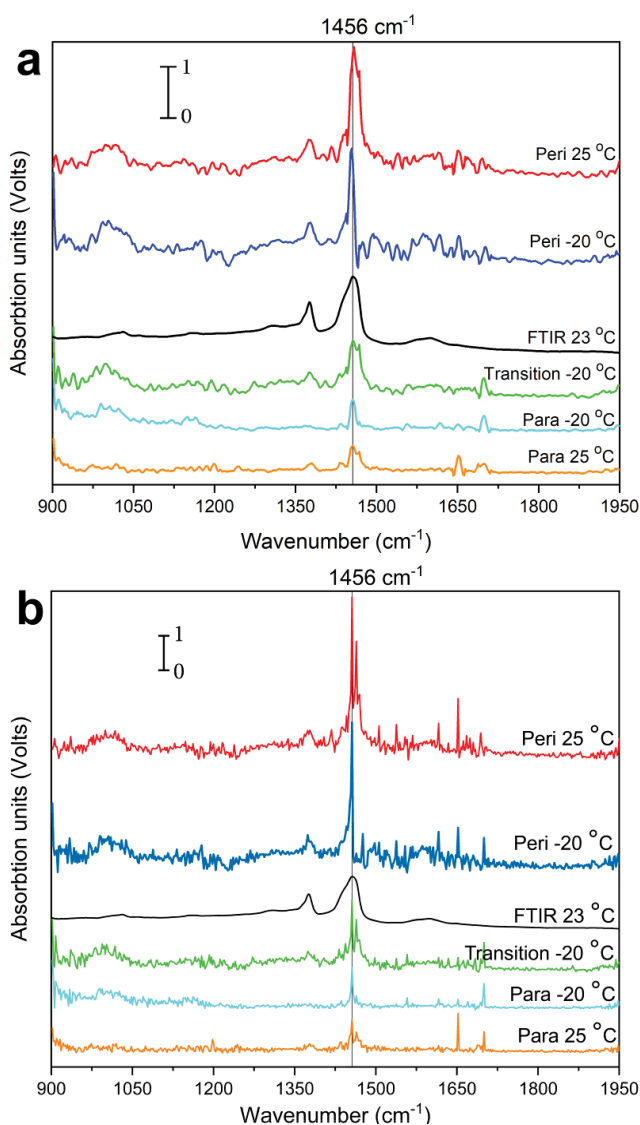 1456 cm⁻¹
a
1
0
Peri 25 °C
Peri -20 °C
FTIR 23 °C
Transition -20 °C
Para -20 °C
Para 25 °C
Absorbtion units (Volts)
900 1050 1200 1350 1500 1650 1800 1950
Wavenumber (cm⁻¹)
1456 cm⁻¹
b
1
0
Peri 25 °C
Peri -20 °C
FTIR 23 °C
Transition -20 °C
Para -20 °C
Para 25 °C
Absorbtion units (Volts)
900 1050 1200 1350 1500 1650 1800 1950
Wavenumber (cm⁻¹)